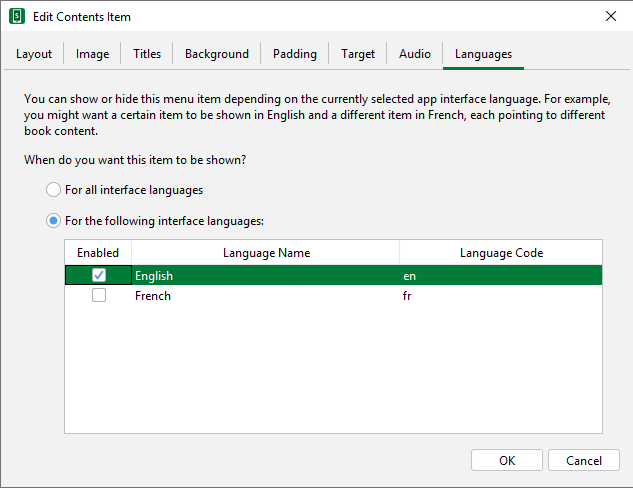 Edit Contents Item
Layout Image Titles Background Padding Target Audio Languages
You can show or hide this menu item depending on the currently selected app interface language. For example,
you might want a certain item to be shown in English and a different item in French, each pointing to different
book content.
When do you want this item to be shown?
For all interface languages
For the following interface languages:
Enabled Language Name Language Code
English en
French fr
OK Cancel